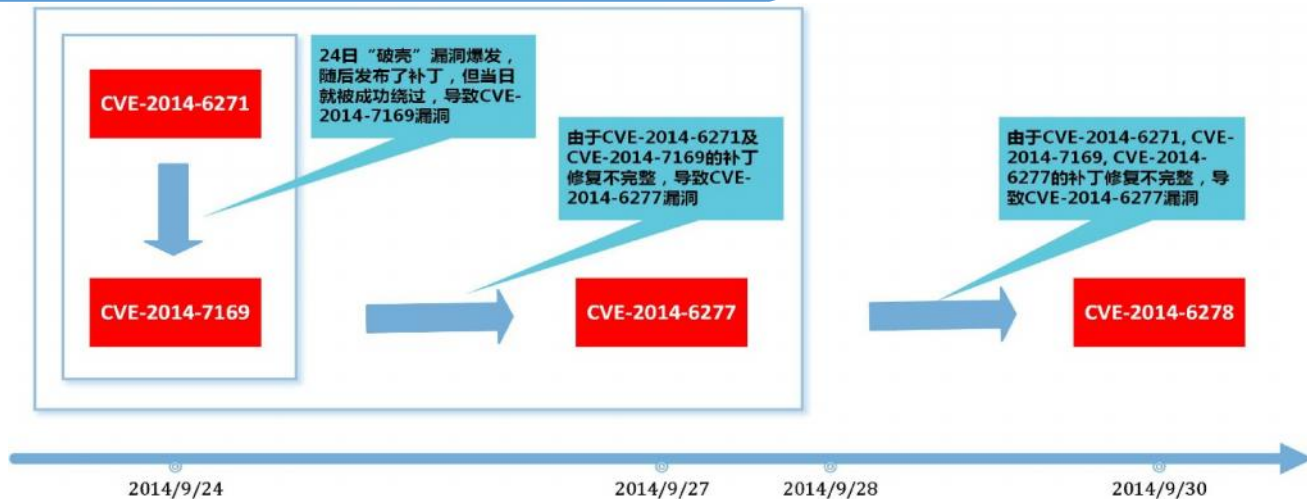 CVE-2014-6271
24日“破壳”漏洞爆发，
随后发布了补丁，但当日
就被成功绕过，导致CVE-
2014-7169漏洞
由于CVE-2014-6271及
CVE-2014-7169的补丁
修复不完整，导致CVE-
2014-6277漏洞
由于CVE-2014-6271, CVE-
2014-7169, CVE-2014-
6277的补丁修复不完整，导
致CVE-2014-6277漏洞
CVE-2014-7169
CVE-2014-6277
CVE-2014-6278
2014/9/24
2014/9/27
2014/9/28
2014/9/30